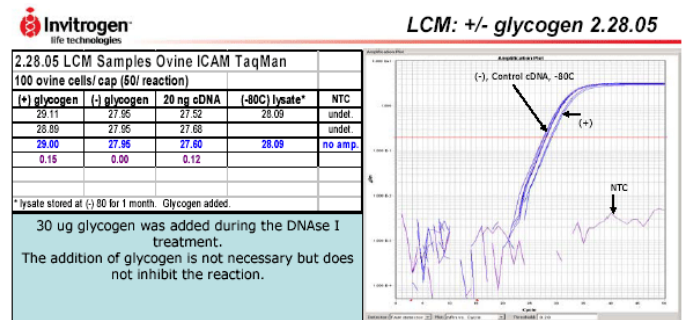 Invitrogen™
life technologies
LCM: +/- glycogen 2.28.05
2.28.05 LCM Samples Ovine ICAM TaqMan
100 ovine cells/ cap (50/ reaction)
(+) glycogen (-) glycogen 20 ng cDNA (-80C) lysate* NTC
29.11 27.95 27.52 28.09 undet.
28.89 27.95 27.68 undet.
29.00 27.95 27.60 28.09 no amp.
0.15 0.00 0.12
* lysate stored at (-) 80 for 1 month. Glycogen added.
30 ug glycogen was added during the DNAse I
treatment.
The addition of glycogen is not necessary but does
not inhibit the reaction.
Amplification Plot
Amplification Plot
(-), Control cDNA, -80C
(+)
NTC
Cycle